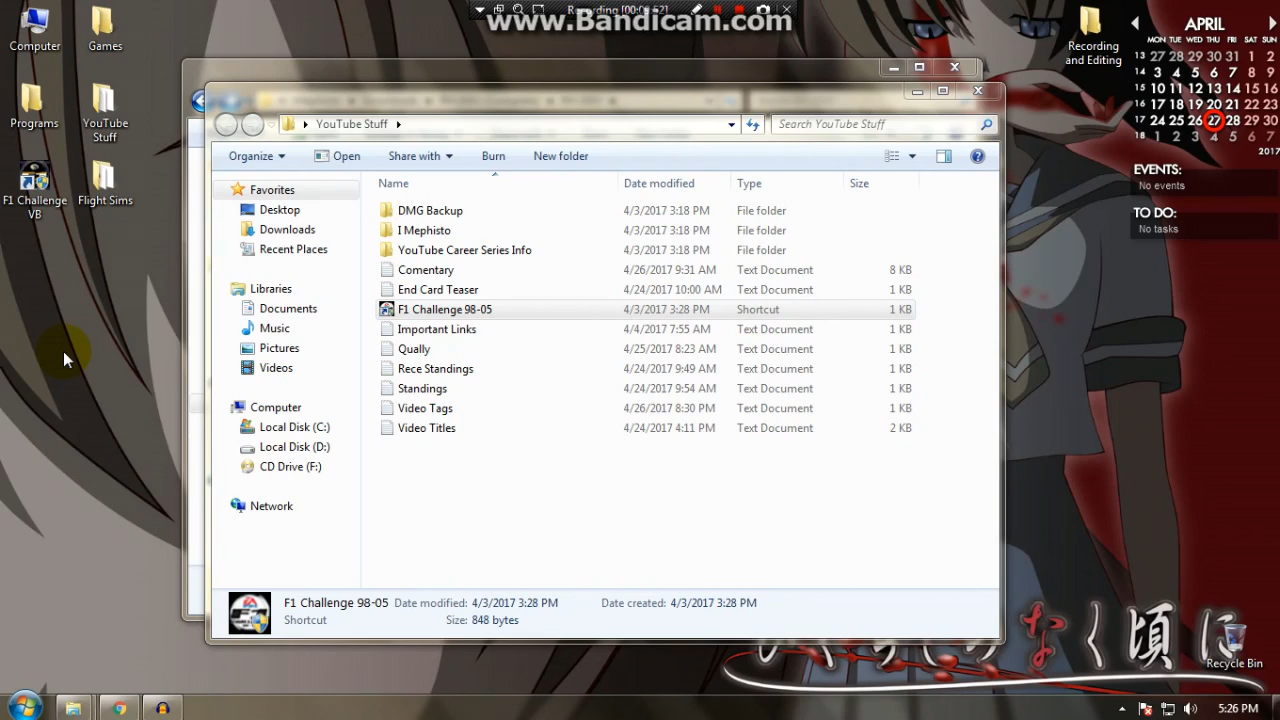 www.Bandicam.com
Computer
Games
Programs
YouTube Stuff
F1 Challenge VB
Flight Sims
Recording and Editing
APRIL
MON TUE WED THU FRI SAT SUN
13 27 28 29 30 31 1 2
14 3 4 5 6 7 8 9
15 10 11 12 13 14 15 16
16 17 18 19 20 21 22 23
17 24 25 26 27 28 29 30
18 1 2 3 4 5 6 7
2017
EVENTS:
No events
TO DO:
No tasks
YouTube Stuff
Search YouTube Stuff
Organize Open Share with Burn New folder
Name Date modified Type Size
DMG Backup 4/3/2017 3:18 PM File folder
I Mephisto 4/3/2017 3:18 PM File folder
YouTube Career Series Info 4/3/2017 3:18 PM File folder
Comentary 4/26/2017 9:31 AM Text Document 8 KB
End Card Teaser 4/24/2017 10:00 AM Text Document 1 KB
F1 Challenge 98-05 4/3/2017 3:28 PM Shortcut 1 KB
Important Links 4/4/2017 7:55 AM Text Document 1 KB
Qually 4/25/2017 8:23 AM Text Document 1 KB
Rece Standings 4/24/2017 9:49 AM Text Document 1 KB
Standings 4/24/2017 9:54 AM Text Document 1 KB
Video Tags 4/26/2017 8:30 PM Text Document 1 KB
Video Titles 4/24/2017 4:11 PM Text Document 2 KB
Favorites
Desktop
Downloads
Recent Places
Libraries
Documents
Music
Pictures
Videos
Computer
Local Disk (C:)
Local Disk (D:)
CD Drive (F:)
Network
F1 Challenge 98-05 Date modified: 4/3/2017 3:28 PM Date created: 4/3/2017 3:28 PM
Shortcut Size: 848 bytes
なく頃に
Recycle Bin
5:26 PM